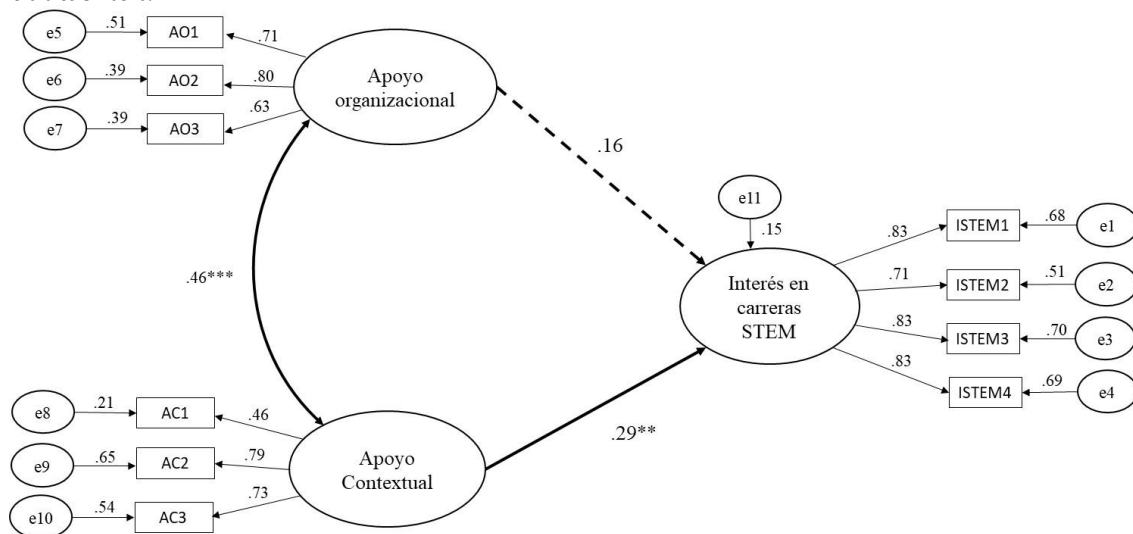 e5
.51
AO1
.71
e6
.39
AO2
.80
e7
.39
AO3
.63
Apoyo
organizacional
.16
.46***
e11
.15
Interés en
carreras
STEM
.83
ISTEM1
.68
e1
.71
ISTEM2
.51
e2
.83
ISTEM3
.70
e3
.83
ISTEM4
.69
e4
.29**
e8
.21
AC1
.46
e9
.65
AC2
.79
e10
.54
AC3
.73
Apoyo
Contextual